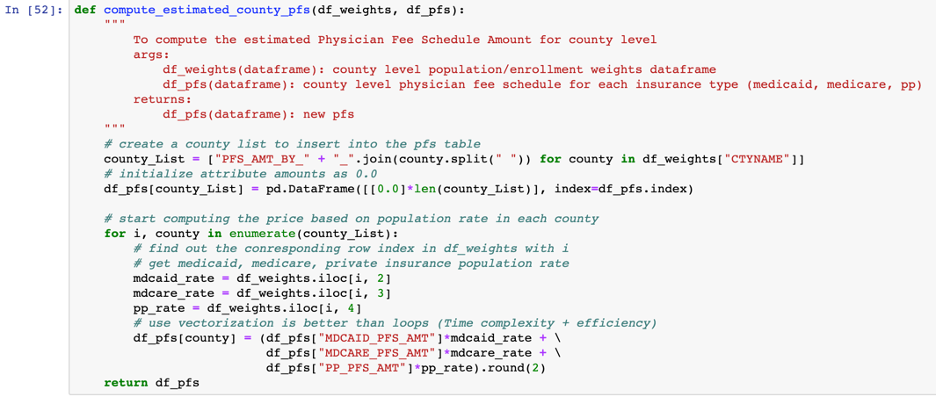 In [52]: def compute_estimated_county_pfs(df_weights, df_pfs):
"""
To compute the estimated Physician Fee Schedule Amount for county level
args:
df_weights(dataframe): county level population/enrollment weights dataframe
df_pfs(dataframe): county level physician fee schedule for each insurance type (medicaid, medicare, pp)
returns:
df_pfs(dataframe): new pfs
"""
# create a county list to insert into the pfs table
county_List = ["PFS_AMT_BY_" + "_".join(county.split(" ")) for county in df_weights["CTYNAME"]]
# initialize attribute amounts as 0.0
df_pfs[county_List] = pd.DataFrame([[0.0]*len(county_List)], index=df_pfs.index)
# start computing the price based on population rate in each county
for i, county in enumerate(county_List):
# find out the conresponding row index in df_weights with i
# get medicaid, medicare, private insurance population rate
mdcaid_rate = df_weights.iloc[i, 2]
mdcare_rate = df_weights.iloc[i, 3]
pp_rate = df_weights.iloc[i, 4]
# use vectorization is better than loops (Time complexity + efficiency)
df_pfs[county] = (df_pfs["MDCAID_PFS_AMT"]*mdcaid_rate + \
df_pfs["MDCARE_PFS_AMT"]*mdcare_rate + \
df_pfs["PP_PFS_AMT"]*pp_rate).round(2)
return df_pfs